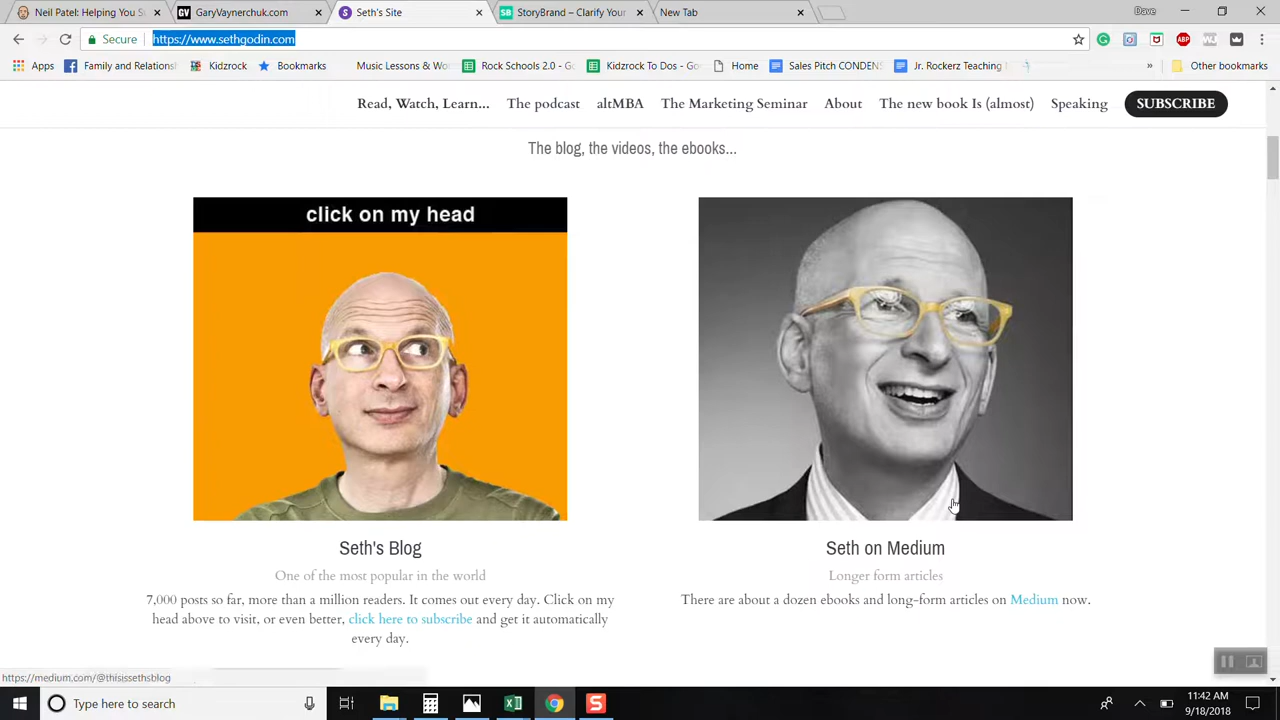 Neil Patel: Helping You Su
GaryVaynerchuk.com
Seth's Site
StoryBrand – Clarify Your
New Tab
Dave
Secure
https://www.sethgodin.com
Apps
Family and Relationshi
Kidzrock
Bookmarks
Music Lessons & Wo
Rock Schools 2.0 - Go
Kidzrock To Dos - Goo
Home
Sales Pitch CONDENS
Jr. Rockerz Teaching
»
Other bookmarks
Read, Watch, Learn...
The podcast
altMBA
The Marketing Seminar
About
The new book Is (almost)
Speaking
SUBSCRIBE
The blog, the videos, the ebooks...
click on my head
Seth's Blog
One of the most popular in the world
7,000 posts so far, more than a million readers. It comes out every day. Click on my
head above to visit, or even better, click here to subscribe and get it automatically
every day.
Seth on Medium
Longer form articles
There are about a dozen ebooks and long-form articles on Medium now.
https://medium.com/@thisissethsblog
Type here to search
11:42 AM
9/18/2018